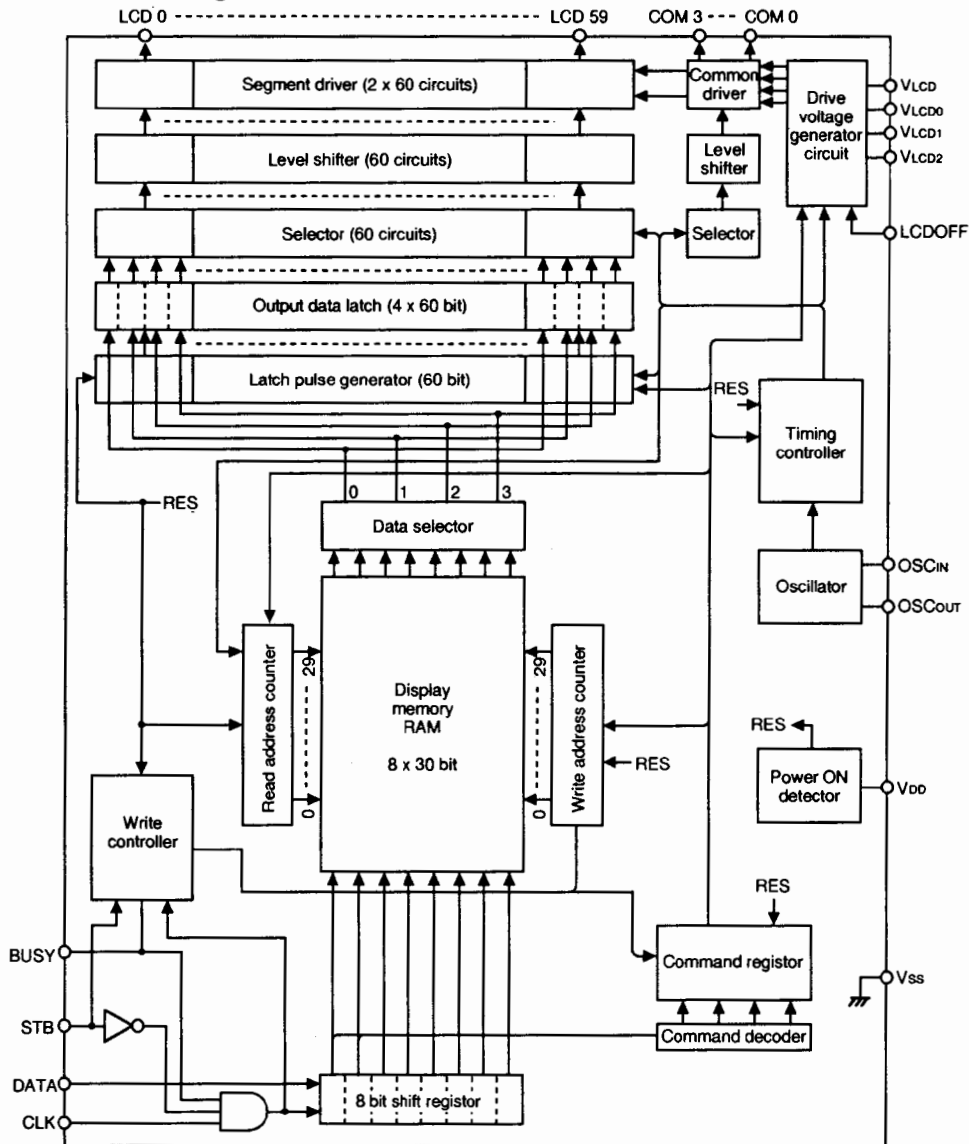 LCD 0
LCD 59
COM 3
COM 0
Segment driver (2 x 60 circuits)
Common
driver
Drive
voltage
generator
circuit
VLCD
VLCD0
VLCD1
VLCD2
Level shifter (60 circuits)
Level
shifter
Selector (60 circuits)
Selector
LCDOFF
Output data latch (4 x 60 bit)
Latch pulse generator (60 bit)
RES
Timing
controller
RES
0
1
2
3
Data selector
Oscillator
OSCIN
OSCOUT
Read address counter
29
0
Display
memory
RAM
8 x 30 bit
29
0
Write address counter
RES
RES
Power ON
detector
VDD
Write
controller
RES
BUSY
Command registor
VSS
STB
Command decoder
DATA
8 bit shift registor
CLK